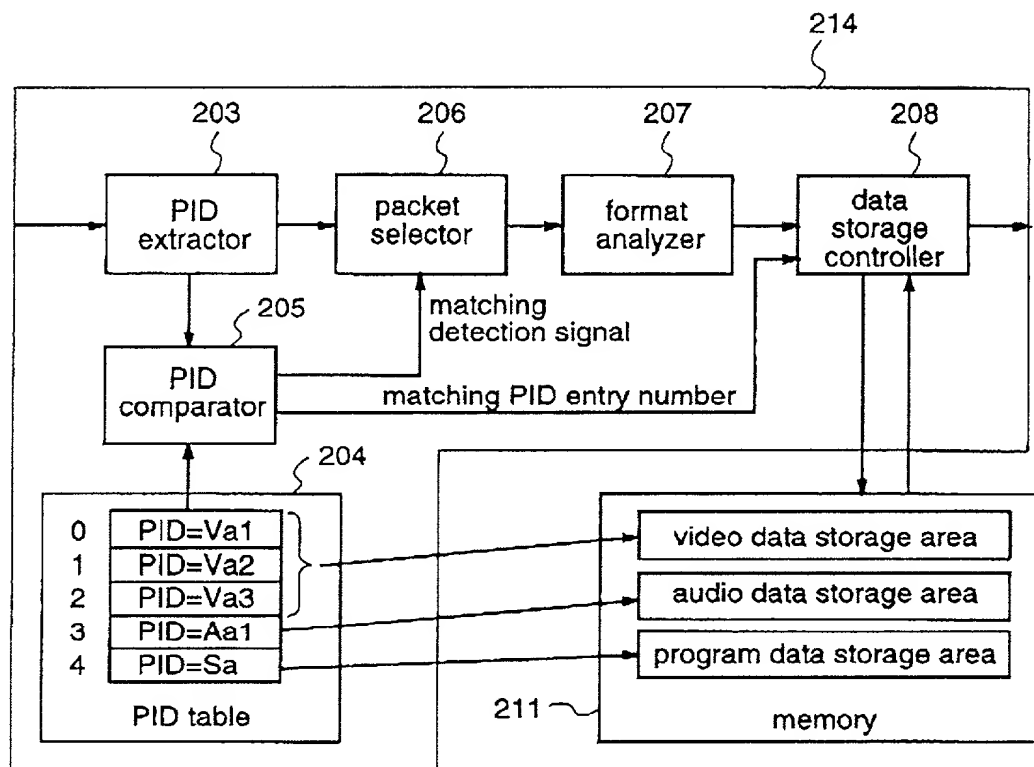 214
203
206
207
208
PID
extractor
packet
selector
format
analyzer
data
storage
controller
matching
detection signal
205
PID
comparator
matching PID entry number
204
0 PID=Va1
1 PID=Va2
2 PID=Va3
3 PID=Aa1
4 PID=Sa
PID table
video data storage area
audio data storage area
program data storage area
211
memory